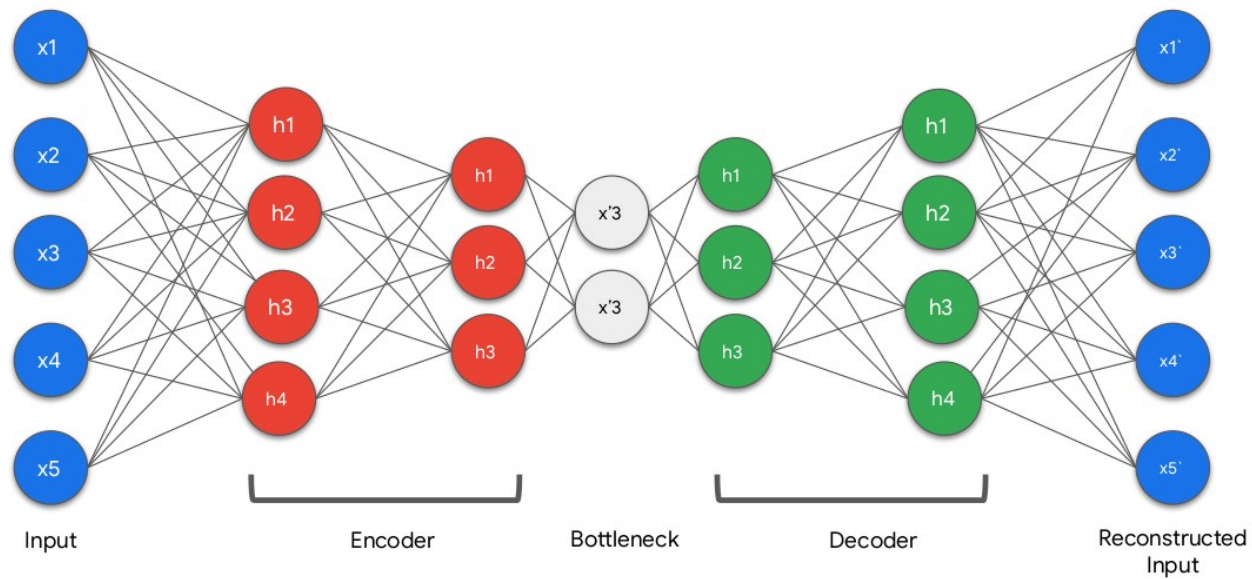 x1
x2
x3
x4
x5
h1
h2
h3
h4
h1
h2
h3
x'3
x'3
h1
h2
h3
h1
h2
h3
h4
x1`
x2`
x3`
x4`
x5`
Input
Encoder
Bottleneck
Decoder
Reconstructed
Input